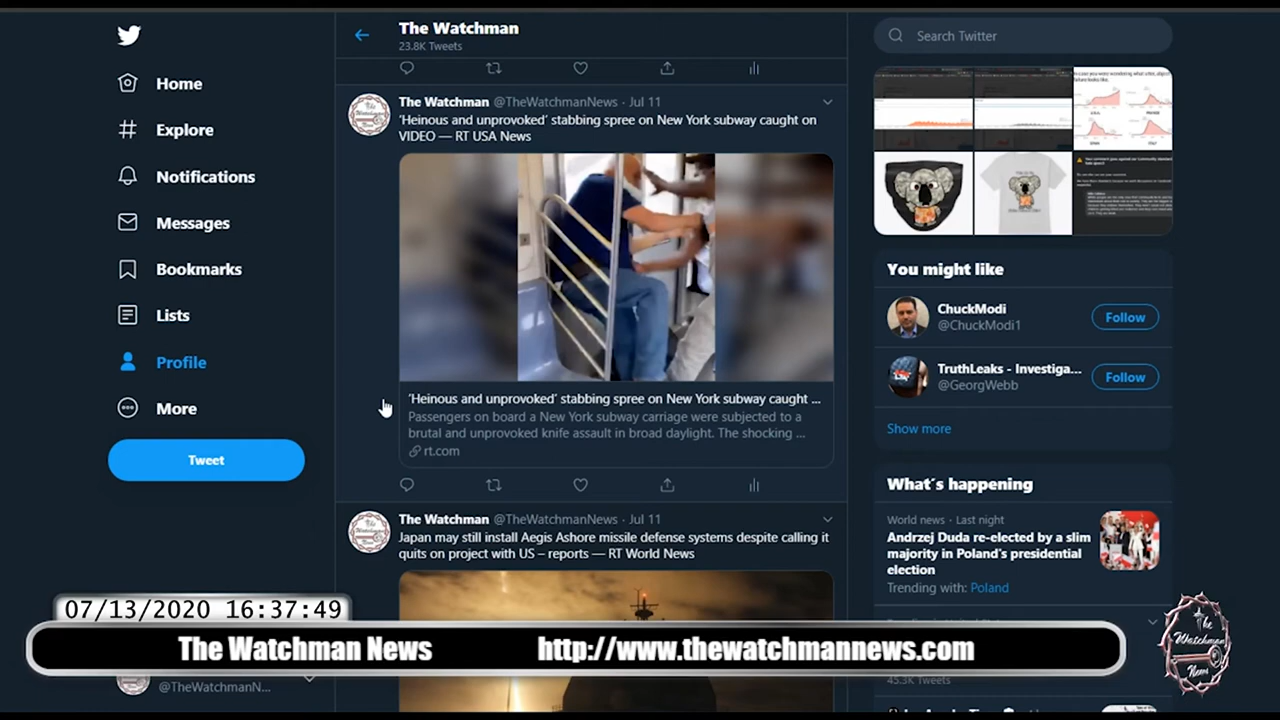 The Watchman
23.8K Tweets
Search Twitter
Home
Explore
Notifications
Messages
Bookmarks
Lists
Profile
More
Tweet
The Watchman @TheWatchmanNews · Jul 11
‘Heinous and unprovoked’ stabbing spree on New York subway caught on
VIDEO — RT USA News
‘Heinous and unprovoked’ stabbing spree on New York subway caught ...
Passengers on board a New York subway carriage were subjected to a
brutal and unprovoked knife assault in broad daylight. The shocking ...
rt.com
The Watchman @TheWatchmanNews · Jul 11
Japan may still install Aegis Ashore missile defense systems despite calling it
quits on project with US – reports — RT World News
You might like
ChuckModi
@ChuckModi1
Follow
TruthLeaks - Investiga...
@GeorgWebb
Follow
Show more
What's happening
World news · Last night
Andrzej Duda re-elected by a slim
majority in Poland's presidential
election
Trending with: Poland
45.3K Tweets
07/13/2020 16:37:49
The Watchman News http://www.thewatchmannews.com
@TheWatchmanN...
The
Watchman
News